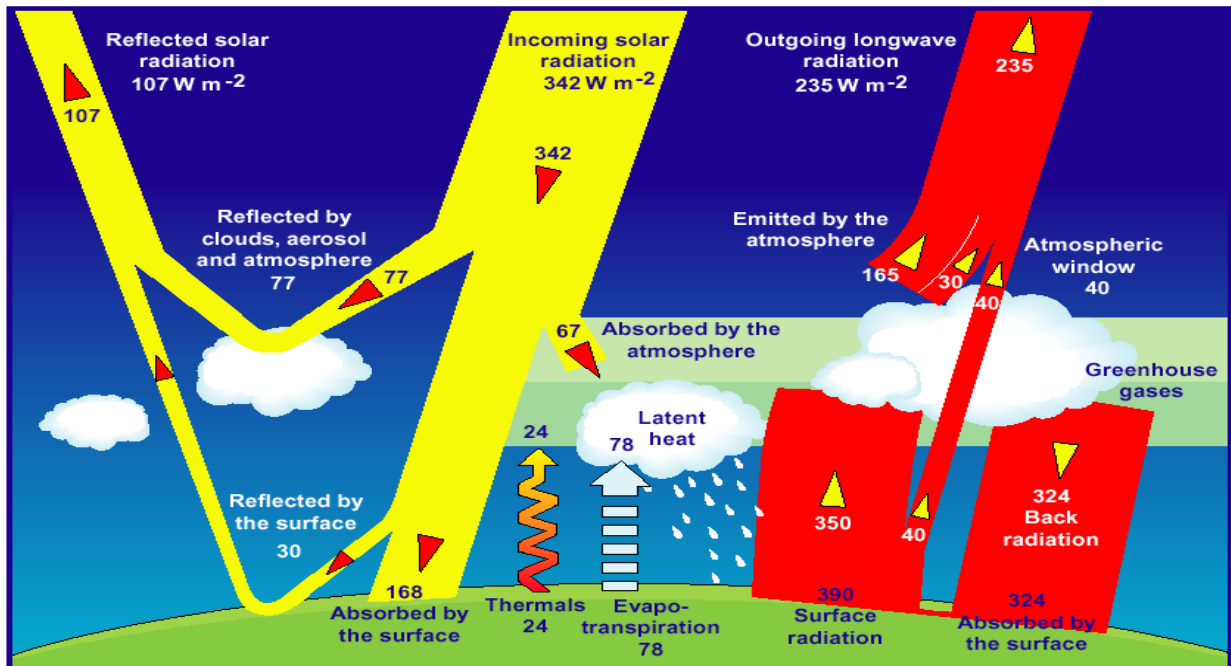 Reflected solar
radiation
107 W m-2
107
Incoming solar
radiation
342 W m-2
342
Outgoing longwave
radiation
235 W m-2
235
Reflected by
clouds, aerosol
and atmosphere
77
77
Emitted by the
atmosphere
165
30
40
Atmospheric
window
40
67
Absorbed by the
atmosphere
Greenhouse
gases
24
78
Latent
heat
Reflected by
the surface
30
350
40
324
Back
radiation
168
Absorbed by
the surface
Thermals
24
Evapo-
transpiration
78
390
Surface
radiation
324
Absorbed by
the surface